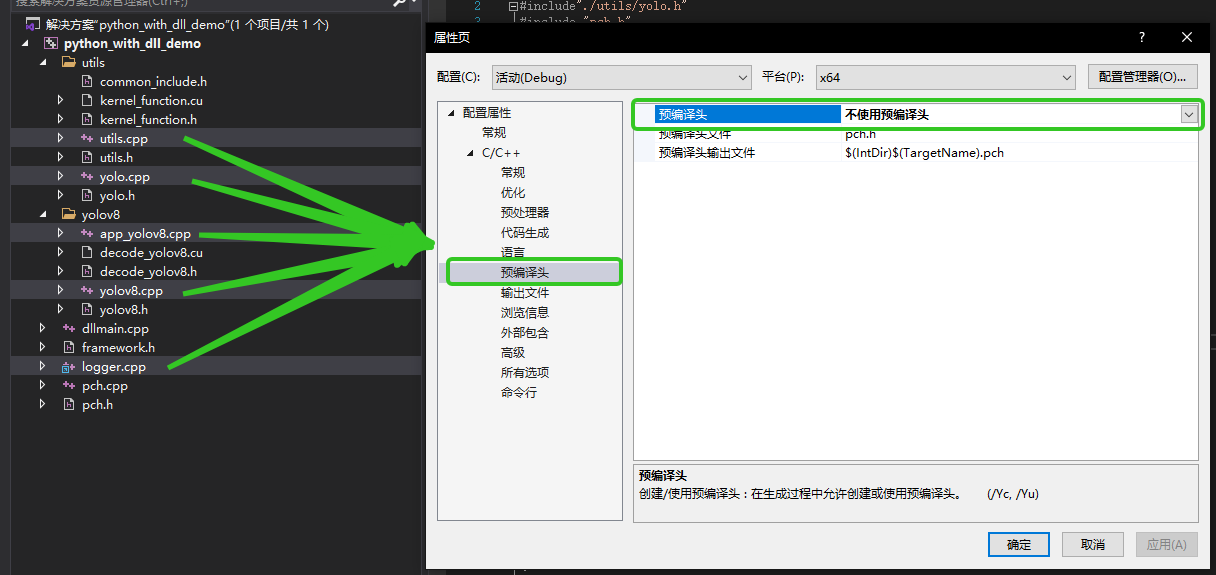 搜索解决方案资源管理器(Ctrl+;)
解决方案"python_with_dll_demo"(1 个项目/共 1 个)
python_with_dll_demo
utils
common_include.h
kernel_function.cu
kernel_function.h
utils.cpp
utils.h
yolo.cpp
yolo.h
yolov8
app_yolov8.cpp
decode_yolov8.cu
decode_yolov8.h
yolov8.cpp
yolov8.h
dllmain.cpp
framework.h
logger.cpp
pch.cpp
pch.h
2 #include"./utils/yolo.h"
3 #include "pch.h"
属性页
?
配置(C): 活动(Debug) 平台(P): x64 配置管理器(O)...
配置属性
常规
C/C++
常规
优化
预处理器
代码生成
语言
预编译头
输出文件
浏览信息
外部包含
高级
所有选项
命令行
预编译头 不使用预编译头
预编译头文件 pch.h
预编译头输出文件 $(IntDir)$(TargetName).pch
预编译头
创建/使用预编译头：在生成过程中允许创建或使用预编译头。 (/Yc, /Yu)
确定 取消 应用(A)